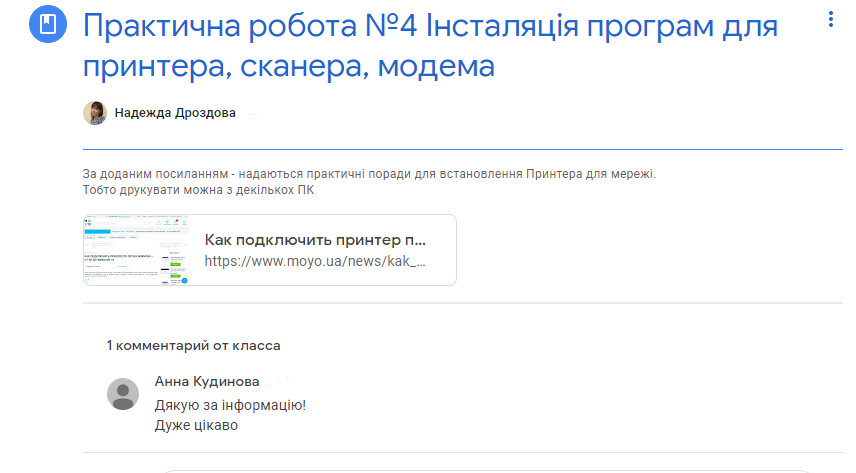 Практична робота №4 Інсталяція програм для
принтера, сканера, модема
Надежда Дроздова
За доданим посиланням - надаються практичні поради для встановлення Принтера для мережі.
Тобто друкувати можна з декількох ПК
Как подключить принтер п...
https://www.moyo.ua/news/kak_...
1 комментарий от класса
Анна Кудинова
Дякую за інформацію!
Дуже цікаво